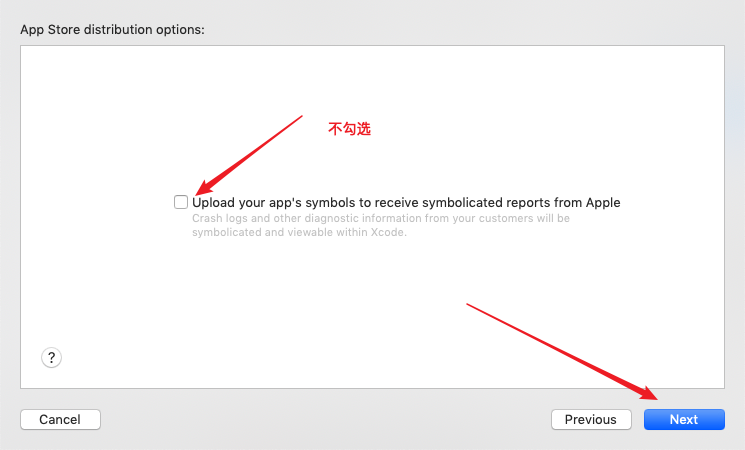 App Store distribution options:
不勾选
Upload your app's symbols to receive symbolicated reports from Apple
Crash logs and other diagnostic information from your customers will be
symbolicated and viewable within Xcode.
?
Cancel
Previous
Next